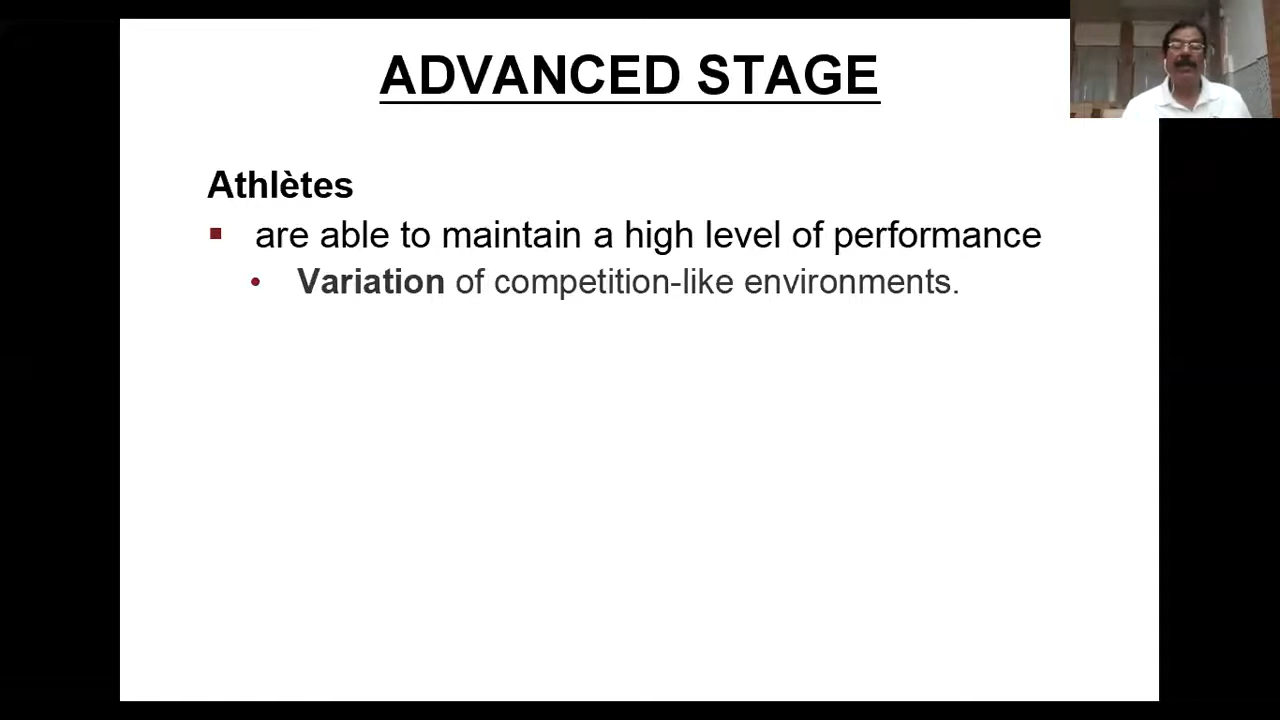 ADVANCED STAGE
Athlètes
▪ are able to maintain a high level of performance
• Variation of competition-like environments.